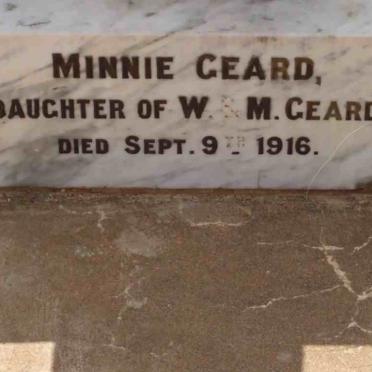 MINNIE GEARD,
DAUGHTER OF W. & M. GEARD
DIED SEPT. 9TH 1916.